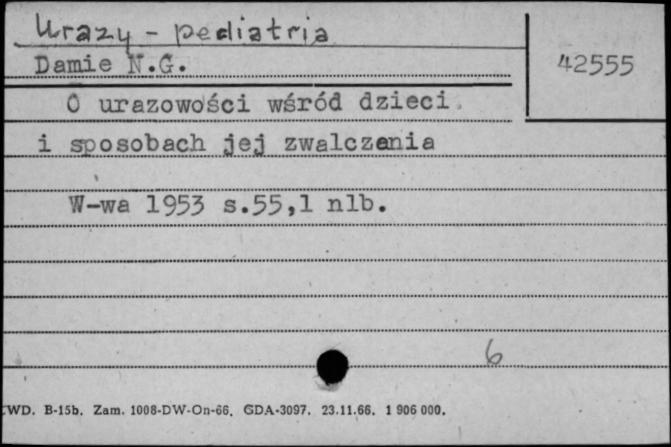 Urazy - pediatria
Damie N.G.
42555
O urazowości wśród dzieci
i sposobach jej zwalczania
W-wa 1953 s.55,1 nlb.
6
CWD. B-15b. Zam. 1008-DW-On-66. GDA-3097. 23.11.66. 1 906 000.